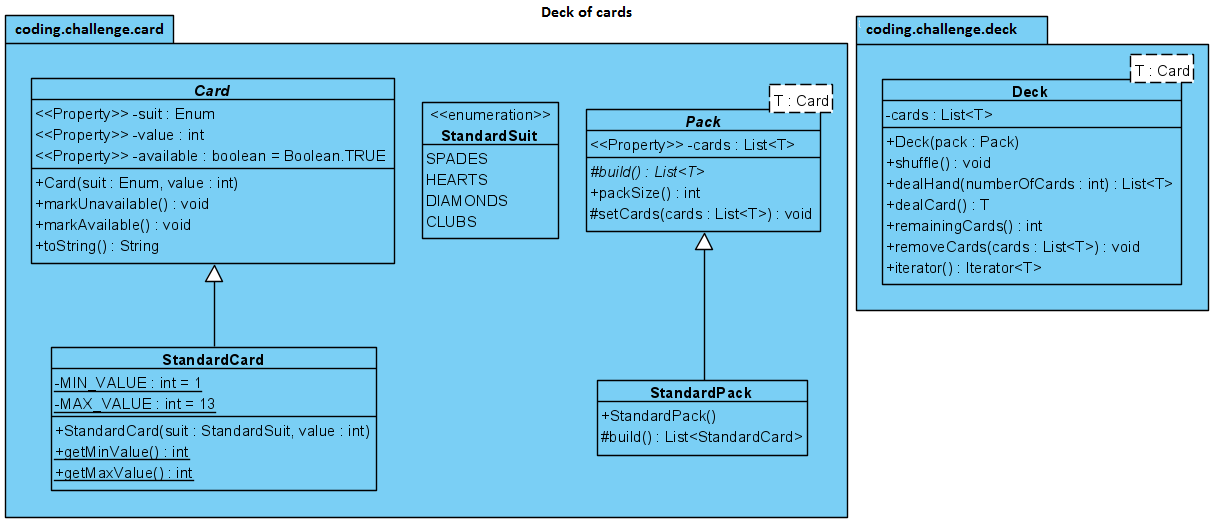 Deck of cards
coding.challenge.card
Card
<<Property>> -suit : Enum
<<Property>> -value : int
<<Property>> -available : boolean = Boolean.TRUE
+Card(suit : Enum, value : int)
+markUnavailable() : void
+markAvailable() : void
+toString() : String
<<enumeration>>
StandardSuit
SPADES
HEARTS
DIAMONDS
CLUBS
T : Card
Pack
<<Property>> -cards : List<T>
#build() : List<T>
+packSize() : int
#setCards(cards : List<T>) : void
StandardCard
-MIN_VALUE : int = 1
-MAX_VALUE : int = 13
+StandardCard(suit : StandardSuit, value : int)
+getMinValue() : int
+getMaxValue() : int
StandardPack
+StandardPack()
#build() : List<StandardCard>
coding.challenge.deck
T : Card
Deck
-cards : List<T>
+Deck(pack : Pack)
+shuffle() : void
+dealHand(numberOfCards : int) : List<T>
+dealCard() : T
+remainingCards() : int
+removeCards(cards : List<T>) : void
+iterator() : Iterator<T>